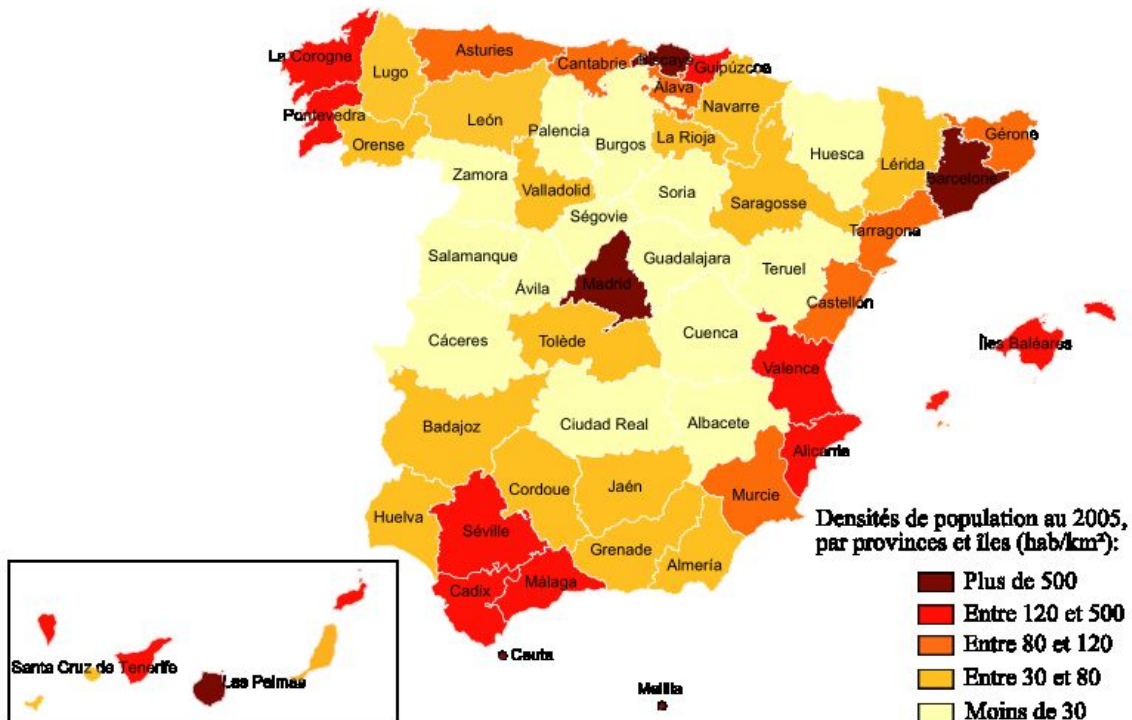 La Corogne
Lugo
Asturies
Cantabrie
Biscaye
Guipúzcoa
Álava
Navarre
Pontevedra
Orense
León
Palencia
Burgos
La Rioja
Huesca
Lérida
Gérone
Barcelone
Zamora
Valladolid
Soria
Saragosse
Tarragone
Ségovie
Salamanque
Ávila
Madrid
Guadalajara
Teruel
Castellón
Cáceres
Tolède
Cuenca
Valence
Îles Baléares
Badajoz
Ciudad Real
Albacete
Alicante
Huelva
Séville
Cordoue
Jaén
Murcie
Grenade
Almería
Cadix
Málaga
Ceuta
Melilla
Santa Cruz de Tenerife
Las Palmas
Densités de population au 2005,
par provinces et îles (hab/km²):
Plus de 500
Entre 120 et 500
Entre 80 et 120
Entre 30 et 80
Moins de 30